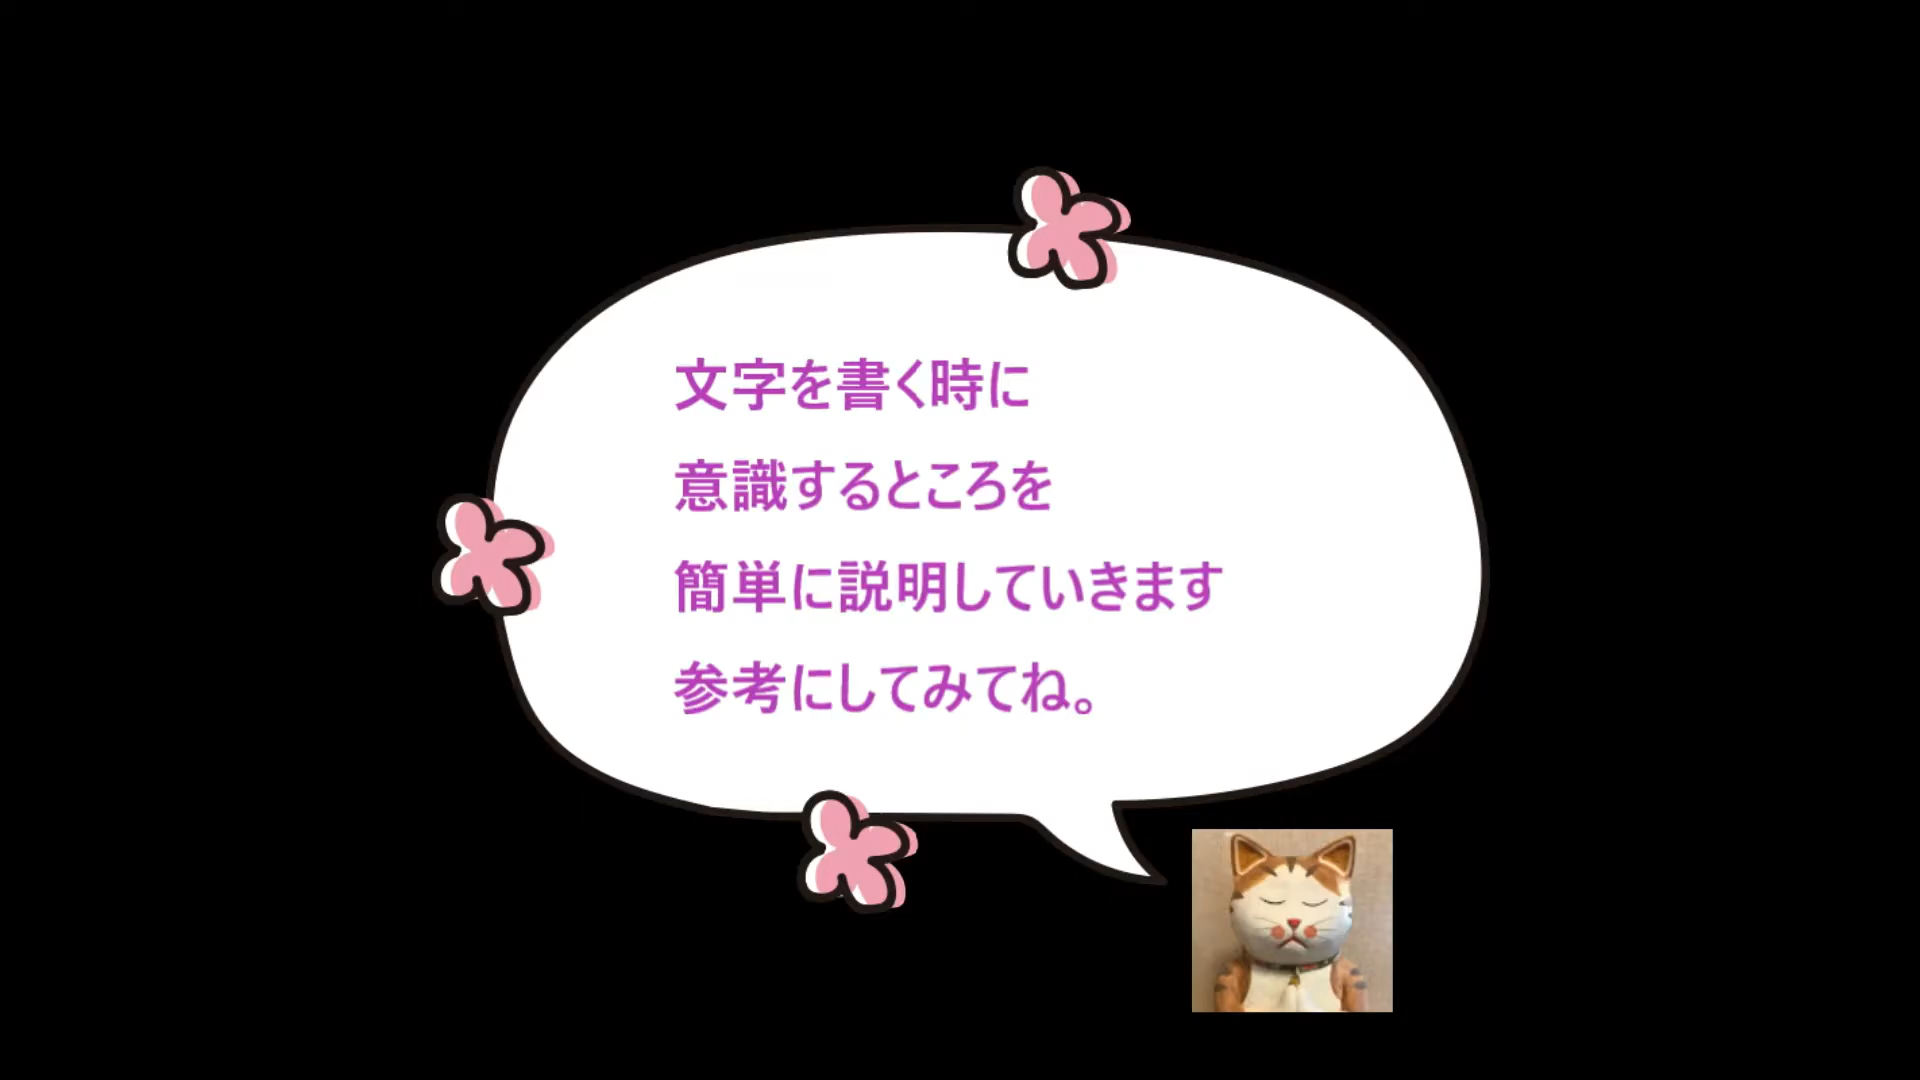 文字を書く時に
意識するところを
簡単に説明していきます
参考にしてみてね。